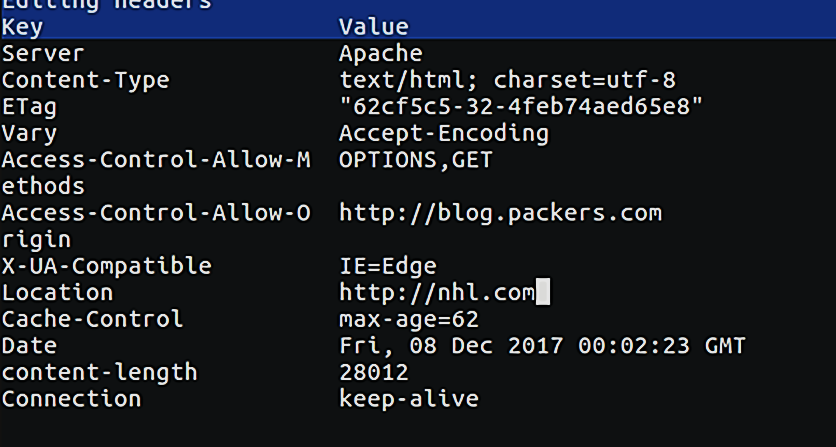 Editing headers
Key Value
Server Apache
Content-Type text/html; charset=utf-8
ETag "62cf5c5-32-4feb74aed65e8"
Vary Accept-Encoding
Access-Control-Allow-M OPTIONS,GET
ethods
Access-Control-Allow-O http://blog.packers.com
rigin
X-UA-Compatible IE=Edge
Location http://nhl.com
Cache-Control max-age=62
Date Fri, 08 Dec 2017 00:02:23 GMT
content-length 28012
Connection keep-alive